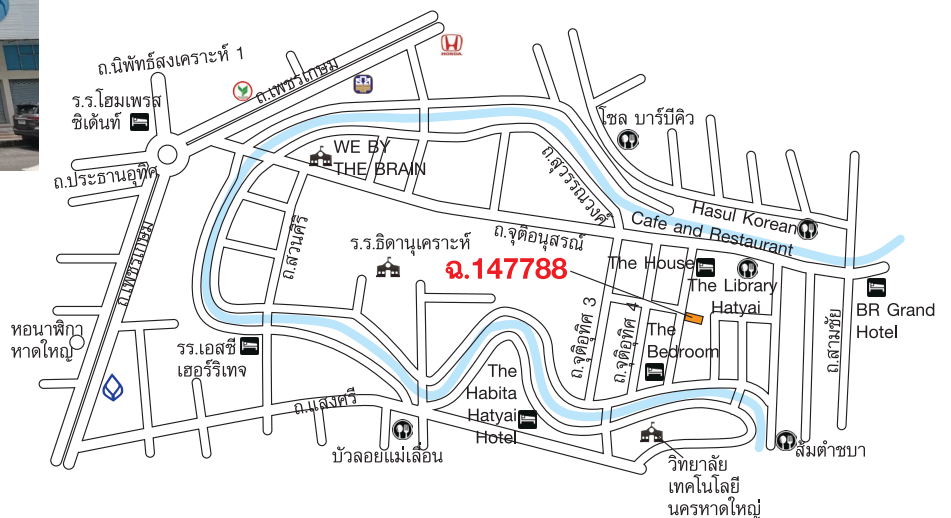 ถ.นิพัทธ์สงเคราะห์ 1
ถ.เพชรเกษม
HONDA
ร.ร.โฮมเพรส
ซิเด้นท์
ถ.ประธานอุทิศ
WE BY
THE BRAIN
โซล บาร์บีคิว
ถ.สุวรรณวงศ์
Hasul Korean
Cafe and Restaurant
ถ.สวนศิริ
ร.ร.ธิดานุเคราะห์
ถ.จุติอนุสรณ์
ฉ.147788
The House
The Library
Hatyai
ถ.เพชรเกษม
หอนาฬิกา
หาดใหญ่
รร.เอสซี
เฮอร์ริเทจ
ถ.จุติอุทิศ 3
ถ.จุติอุทิศ 4
The
Bedroom
ถ.สามชัย
BR Grand
Hotel
ถ.แสงศรี
The
Habita
Hatyai
Hotel
บัวลอยแม่เลื่อน
วิทยาลัย
เทคโนโลยี
นครหาดใหญ่
ส้มตำชบา